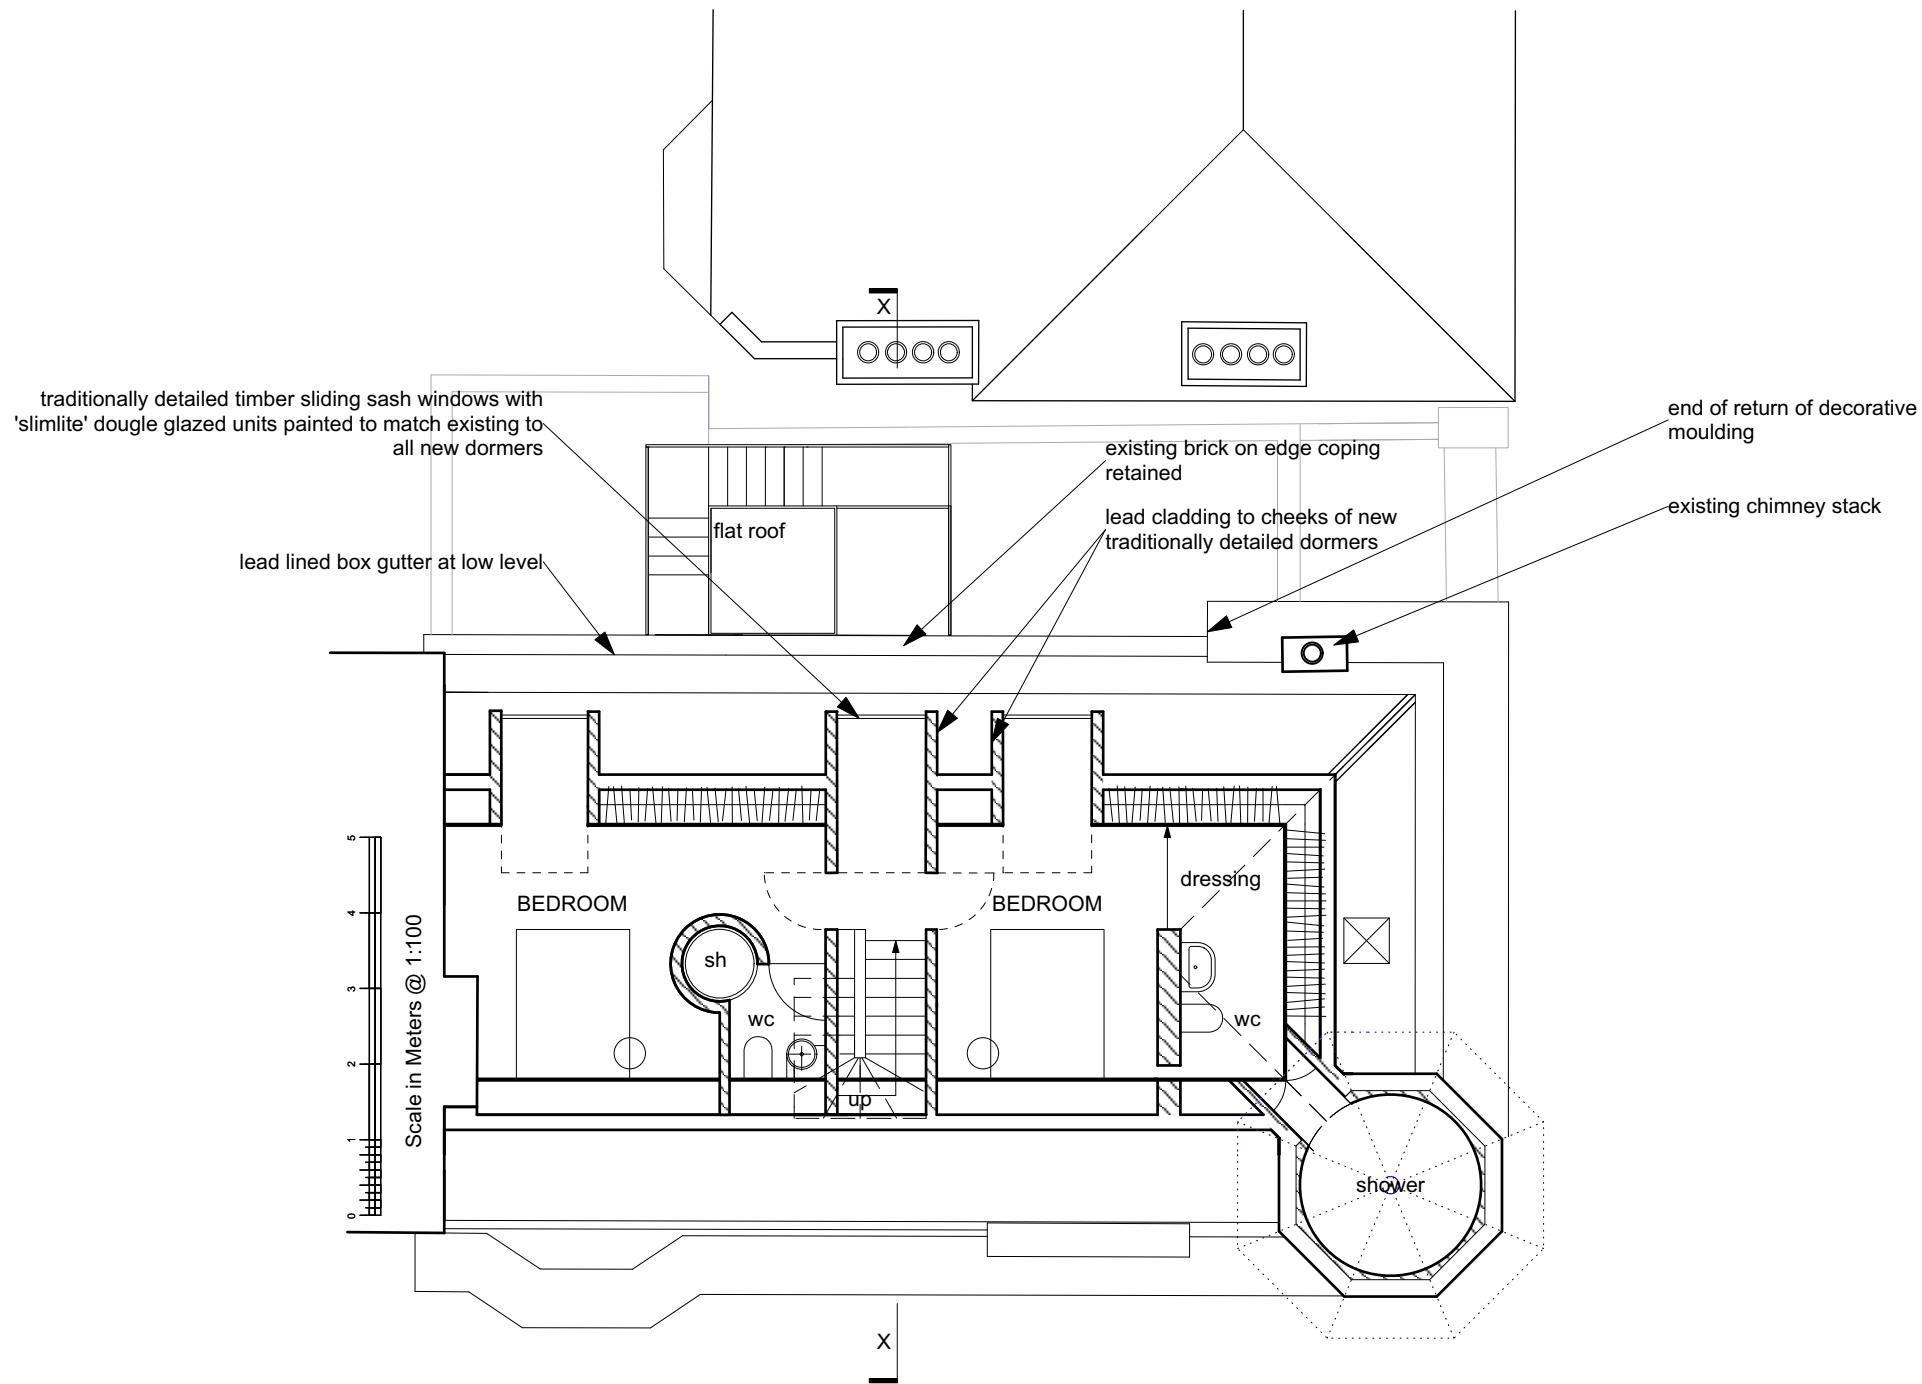 X
traditionally detailed timber sliding sash windows with
'slimlite' dougle glazed units painted to match existing to
all new dormers
end of return of decorative
moulding
existing brick on edge coping
retained
existing chimney stack
lead cladding to cheeks of new
traditionally detailed dormers
flat roof
lead lined box gutter at low level
BEDROOM
BEDROOM
dressing
sh
wc
wc
up
shower
5
4
3
2
1
0
Scale in Meters @ 1:100
X